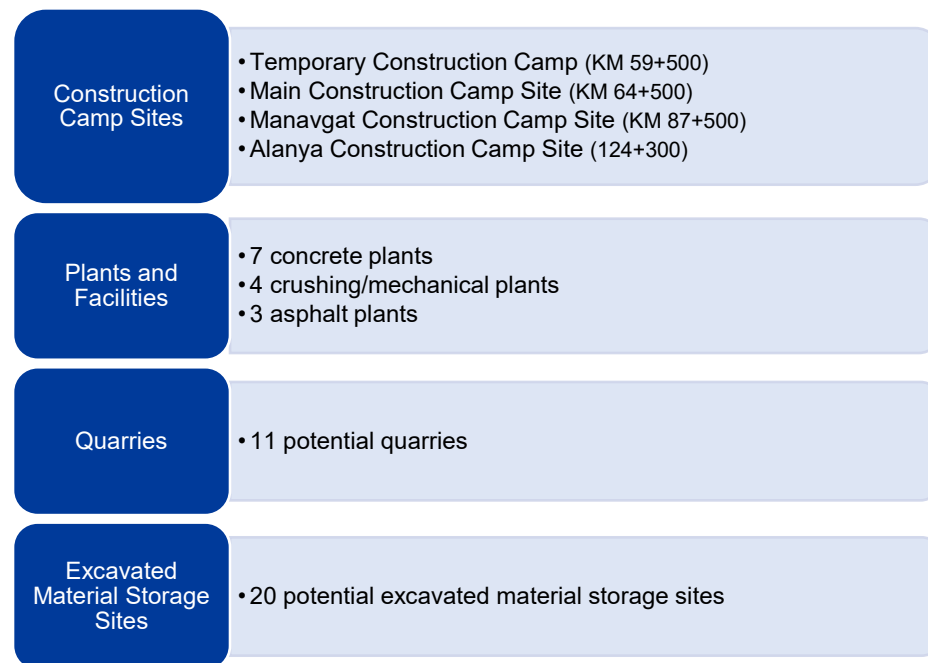 Construction
Camp Sites
• Temporary Construction Camp (KM 59+500)
• Main Construction Camp Site (KM 64+500)
• Manavgat Construction Camp Site (KM 87+500)
• Alanya Construction Camp Site (124+300)
Plants and
Facilities
• 7 concrete plants
• 4 crushing/mechanical plants
• 3 asphalt plants
Quarries
• 11 potential quarries
Excavated
Material Storage
Sites
• 20 potential excavated material storage sites